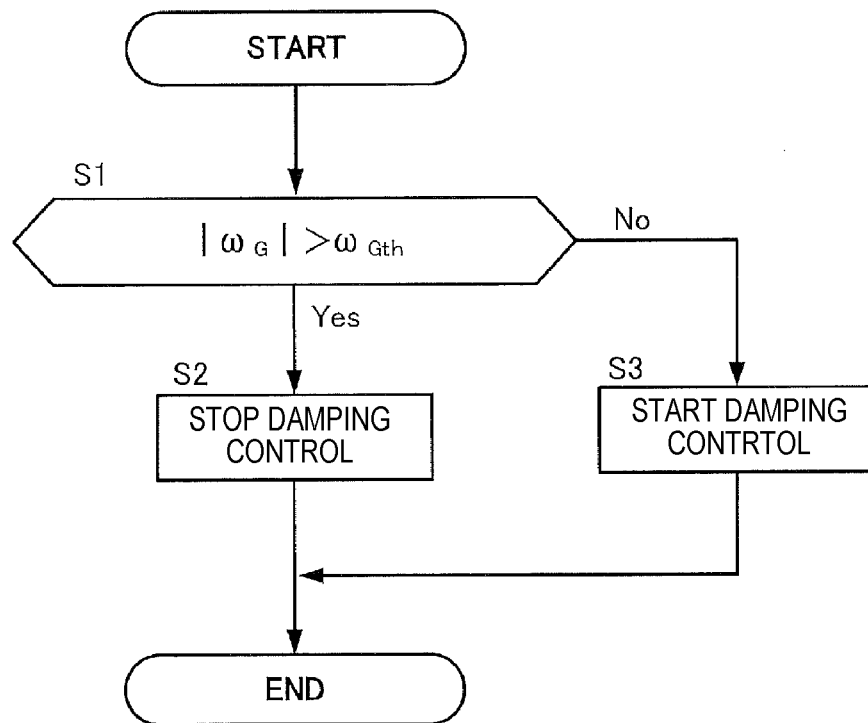 START
S1
| ω G | >ω Gth
No
Yes
S2
STOP DAMPING
CONTROL
S3
START DAMPING
CONTRTOL
END